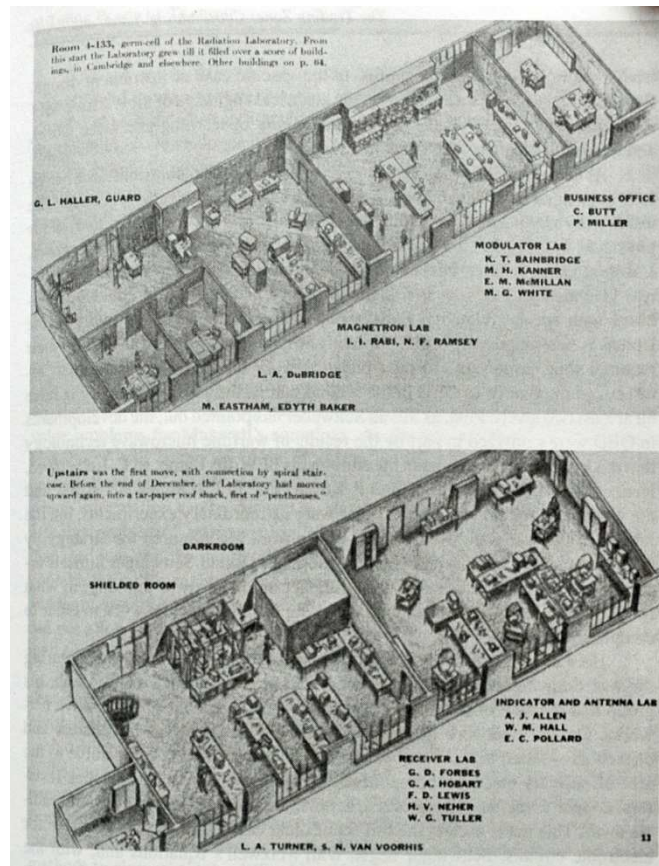 Room 4-133, germ-cell of the Radiation Laboratory. From
this start the Laboratory grew till it filled over a score of build-
ings, in Cambridge and elsewhere. Other buildings on p. 64.
G. L. HALLER, GUARD
BUSINESS OFFICE
C. BUTT
P. MILLER
MODULATOR LAB
K. T. BAINBRIDGE
M. H. KANNER
E. M. McMILLAN
M. G. WHITE
MAGNETRON LAB
I. I. RABI, N. F. RAMSEY
L. A. DuBRIDGE
M. EASTHAM, EDYTH BAKER
Upstairs was the first move, with connection by spiral stair-
case. Before the end of December, the Laboratory had moved
upward again, into a tar-paper roof shack, first of "penthouses."
DARKROOM
SHIELDED ROOM
INDICATOR AND ANTENNA LAB
A. J. ALLEN
W. M. HALL
E. C. POLLARD
RECEIVER LAB
G. D. FORBES
G. A. HOBART
F. D. LEWIS
H. V. NEHER
W. G. TULLER
L. A. TURNER, S. N. VAN VOORHIS
13